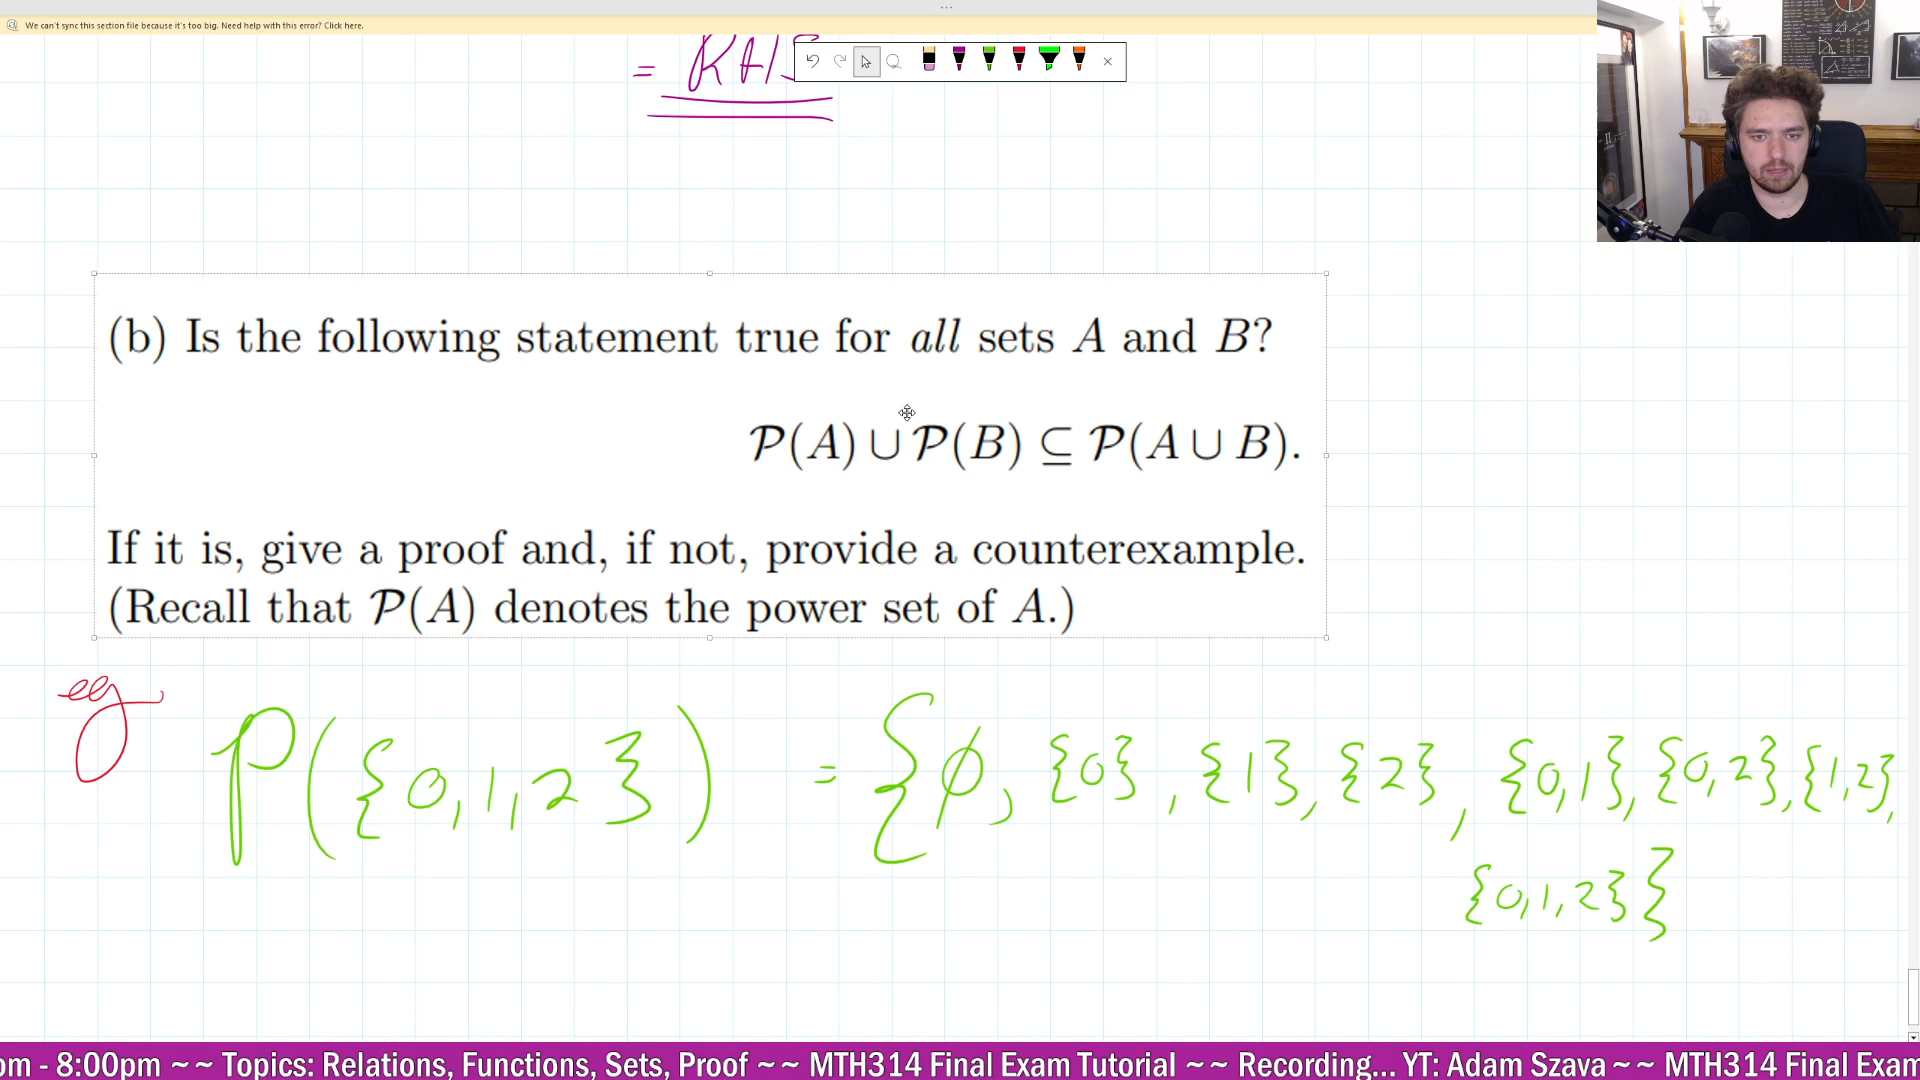 We can't sync this section file because it's too big. Need help with this error? Click here.
= RHS
(b) Is the following statement true for all sets A and B?
𝒫(A) ∪ 𝒫(B) ⊆ 𝒫(A ∪ B).
If it is, give a proof and, if not, provide a counterexample.
(Recall that 𝒫(A) denotes the power set of A.)
eg
P({0,1,2}) = {∅, {0}, {1}, {2}, {0,1}, {0,2}, {1,2},
{0,1,2}}
pm - 8:00pm ~~ Topics: Relations, Functions, Sets, Proof ~~ MTH314 Final Exam Tutorial ~~ Recording... YT: Adam Szava ~~ MTH314 Final Exam